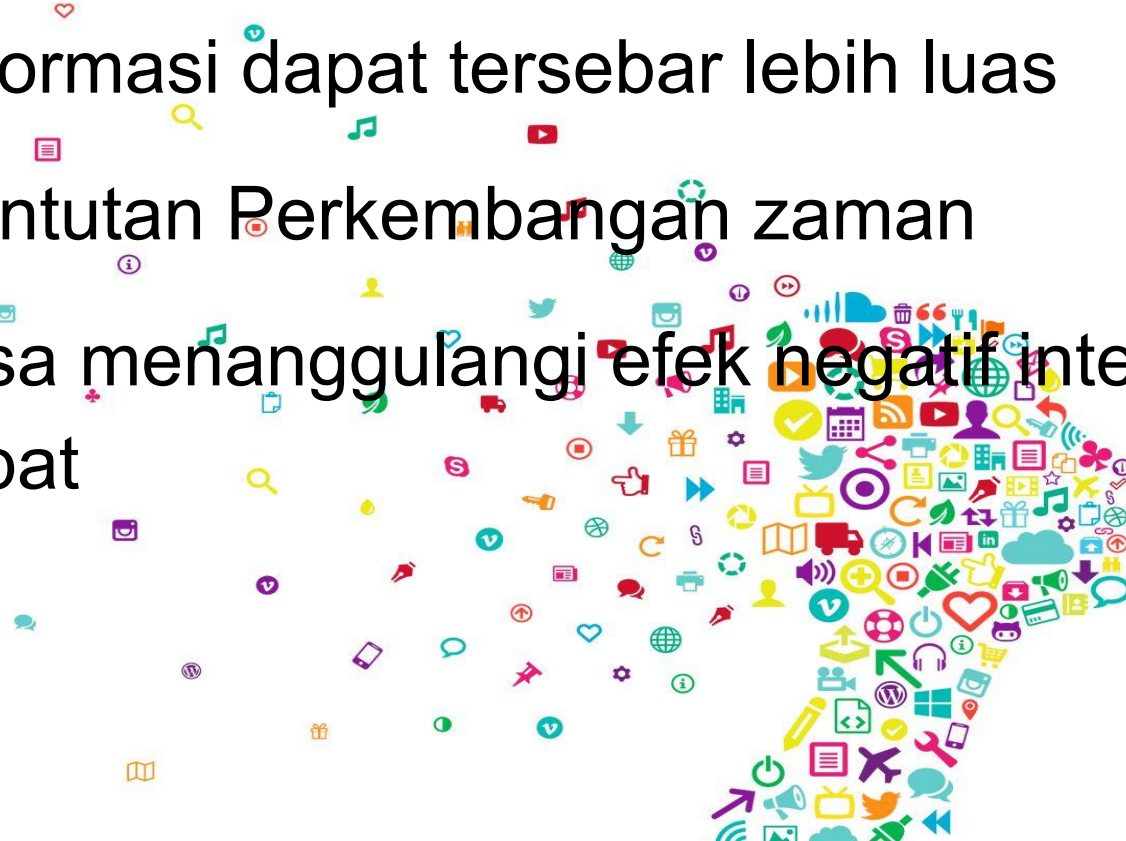 ormasi dapat tersebar lebih luas
ntutan Perkembangan zaman
sa menanggulangi efek negatif inte
pat